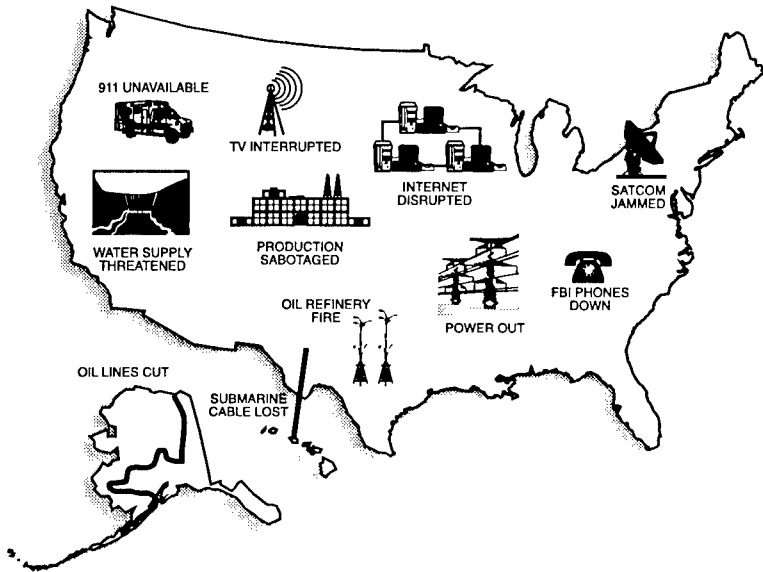 911 UNAVAILABLE
TV INTERRUPTED
INTERNET
DISRUPTED
SATCOM
JAMMED
WATER SUPPLY
THREATENED
PRODUCTION
SABOTAGED
OIL REFINERY
FIRE
POWER OUT
FBI PHONES
DOWN
OIL LINES CUT
SUBMARINE
CABLE LOST